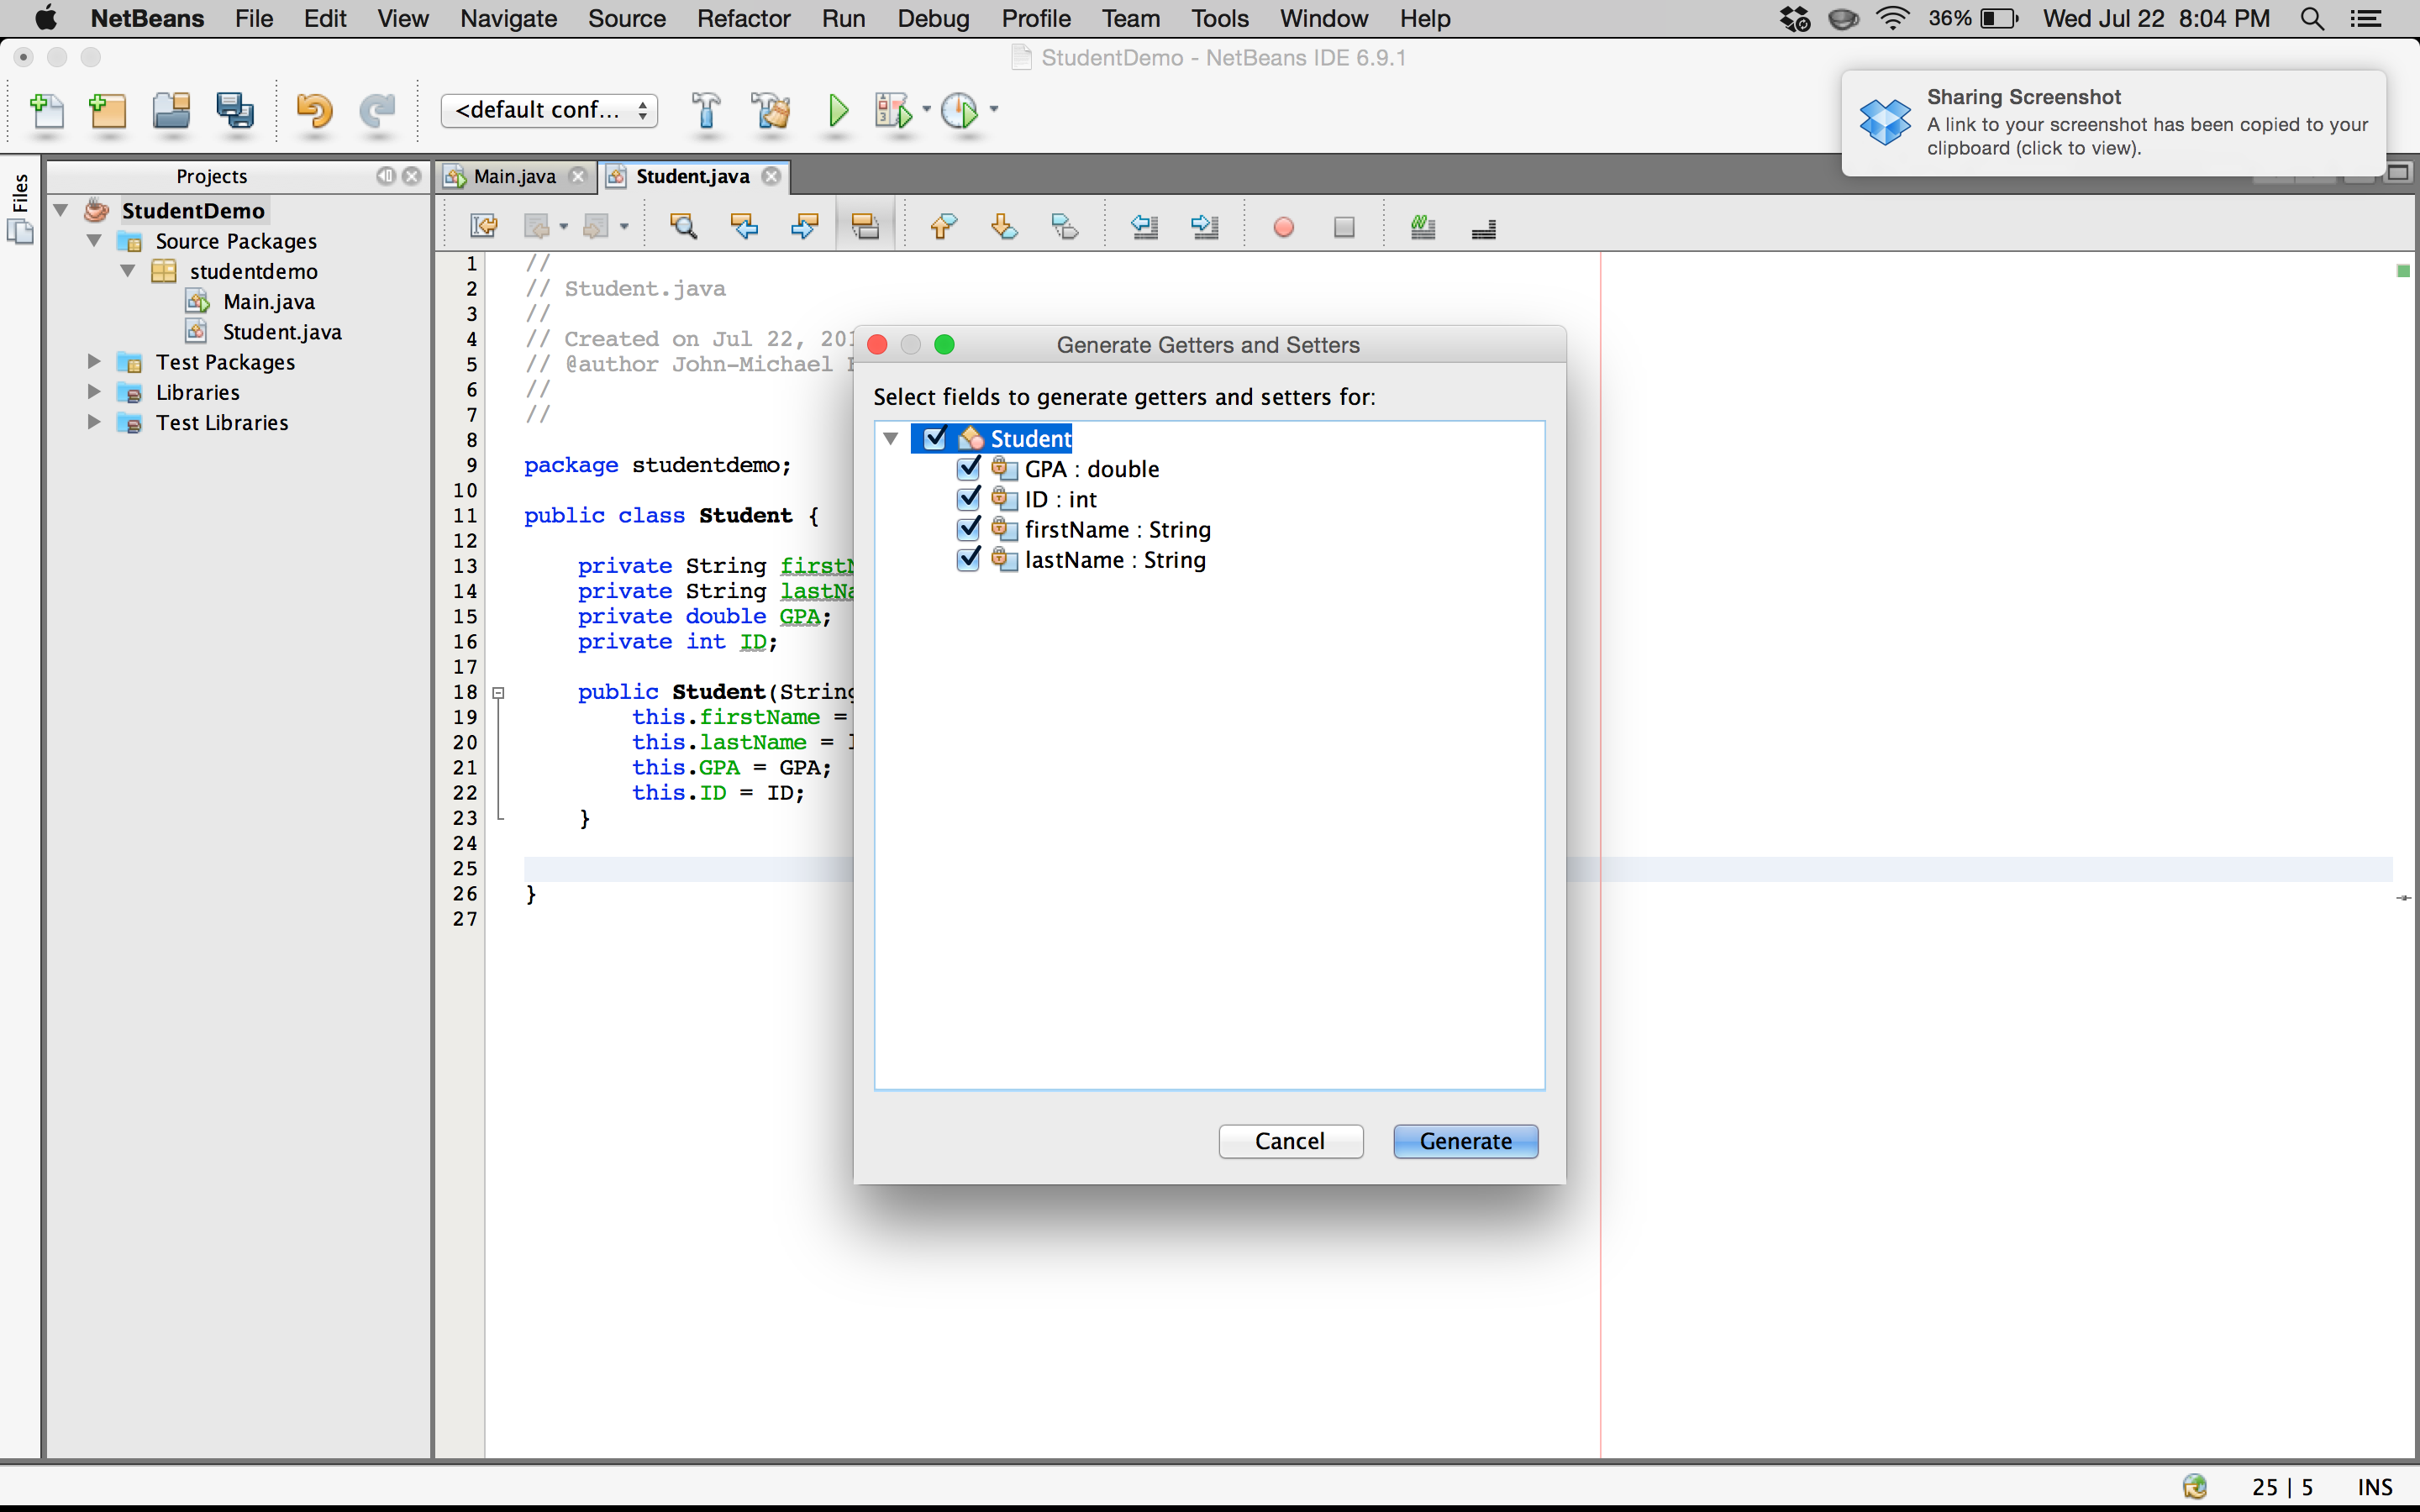 NetBeans File Edit View Navigate Source Refactor Run Debug Profile Team Tools Window Help 36% Wed Jul 22 8:04 PM
StudentDemo - NetBeans IDE 6.9.1
Sharing Screenshot
A link to your screenshot has been copied to your
clipboard (click to view).
<default conf...
Files
Projects
StudentDemo
Source Packages
studentdemo
Main.java
Student.java
Test Packages
Libraries
Test Libraries
Main.java Student.java
1 //
2 // Student.java
3 //
4 // Created on Jul 22, 201
5 // @author John-Michael
6 //
7 //
8
9 package studentdemo;
10
11 public class Student {
12
13 private String firstN
14 private String lastNa
15 private double GPA;
16 private int ID;
17
18 public Student(String
19 this.firstName =
20 this.lastName = l
21 this.GPA = GPA;
22 this.ID = ID;
23 }
24
25
26 }
27
Generate Getters and Setters
Select fields to generate getters and setters for:
Student
GPA : double
ID : int
firstName : String
lastName : String
Cancel Generate
25 | 5 INS